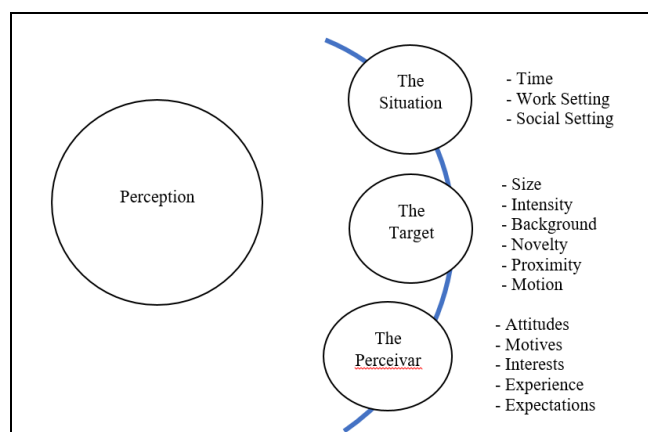 Perception
The
Situation
- Time
- Work Setting
- Social Setting
The
Target
- Size
- Intensity
- Background
- Novelty
- Proximity
- Motion
The
Perceivar
- Attitudes
- Motives
- Interests
- Experience
- Expectations